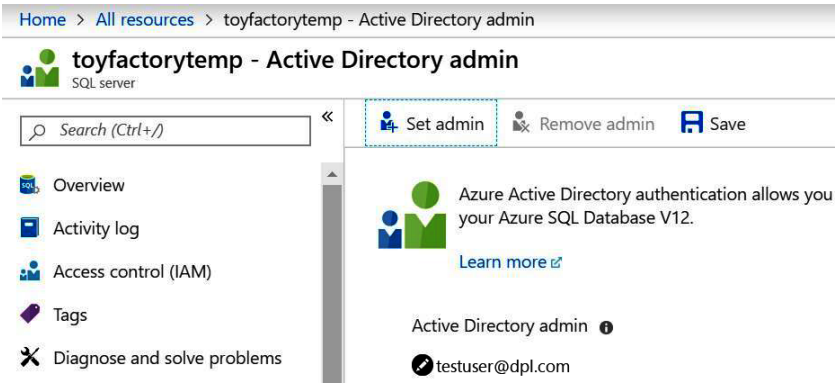 Home > All resources > toyfactorytemp - Active Directory admin
toyfactorytemp - Active Directory admin
SQL server
Search (Ctrl+/)
«
Overview
Activity log
Access control (IAM)
Tags
Diagnose and solve problems
Set admin
Remove admin
Save
Azure Active Directory authentication allows you
your Azure SQL Database V12.
Learn more
Active Directory admin
testuser@dpl.com